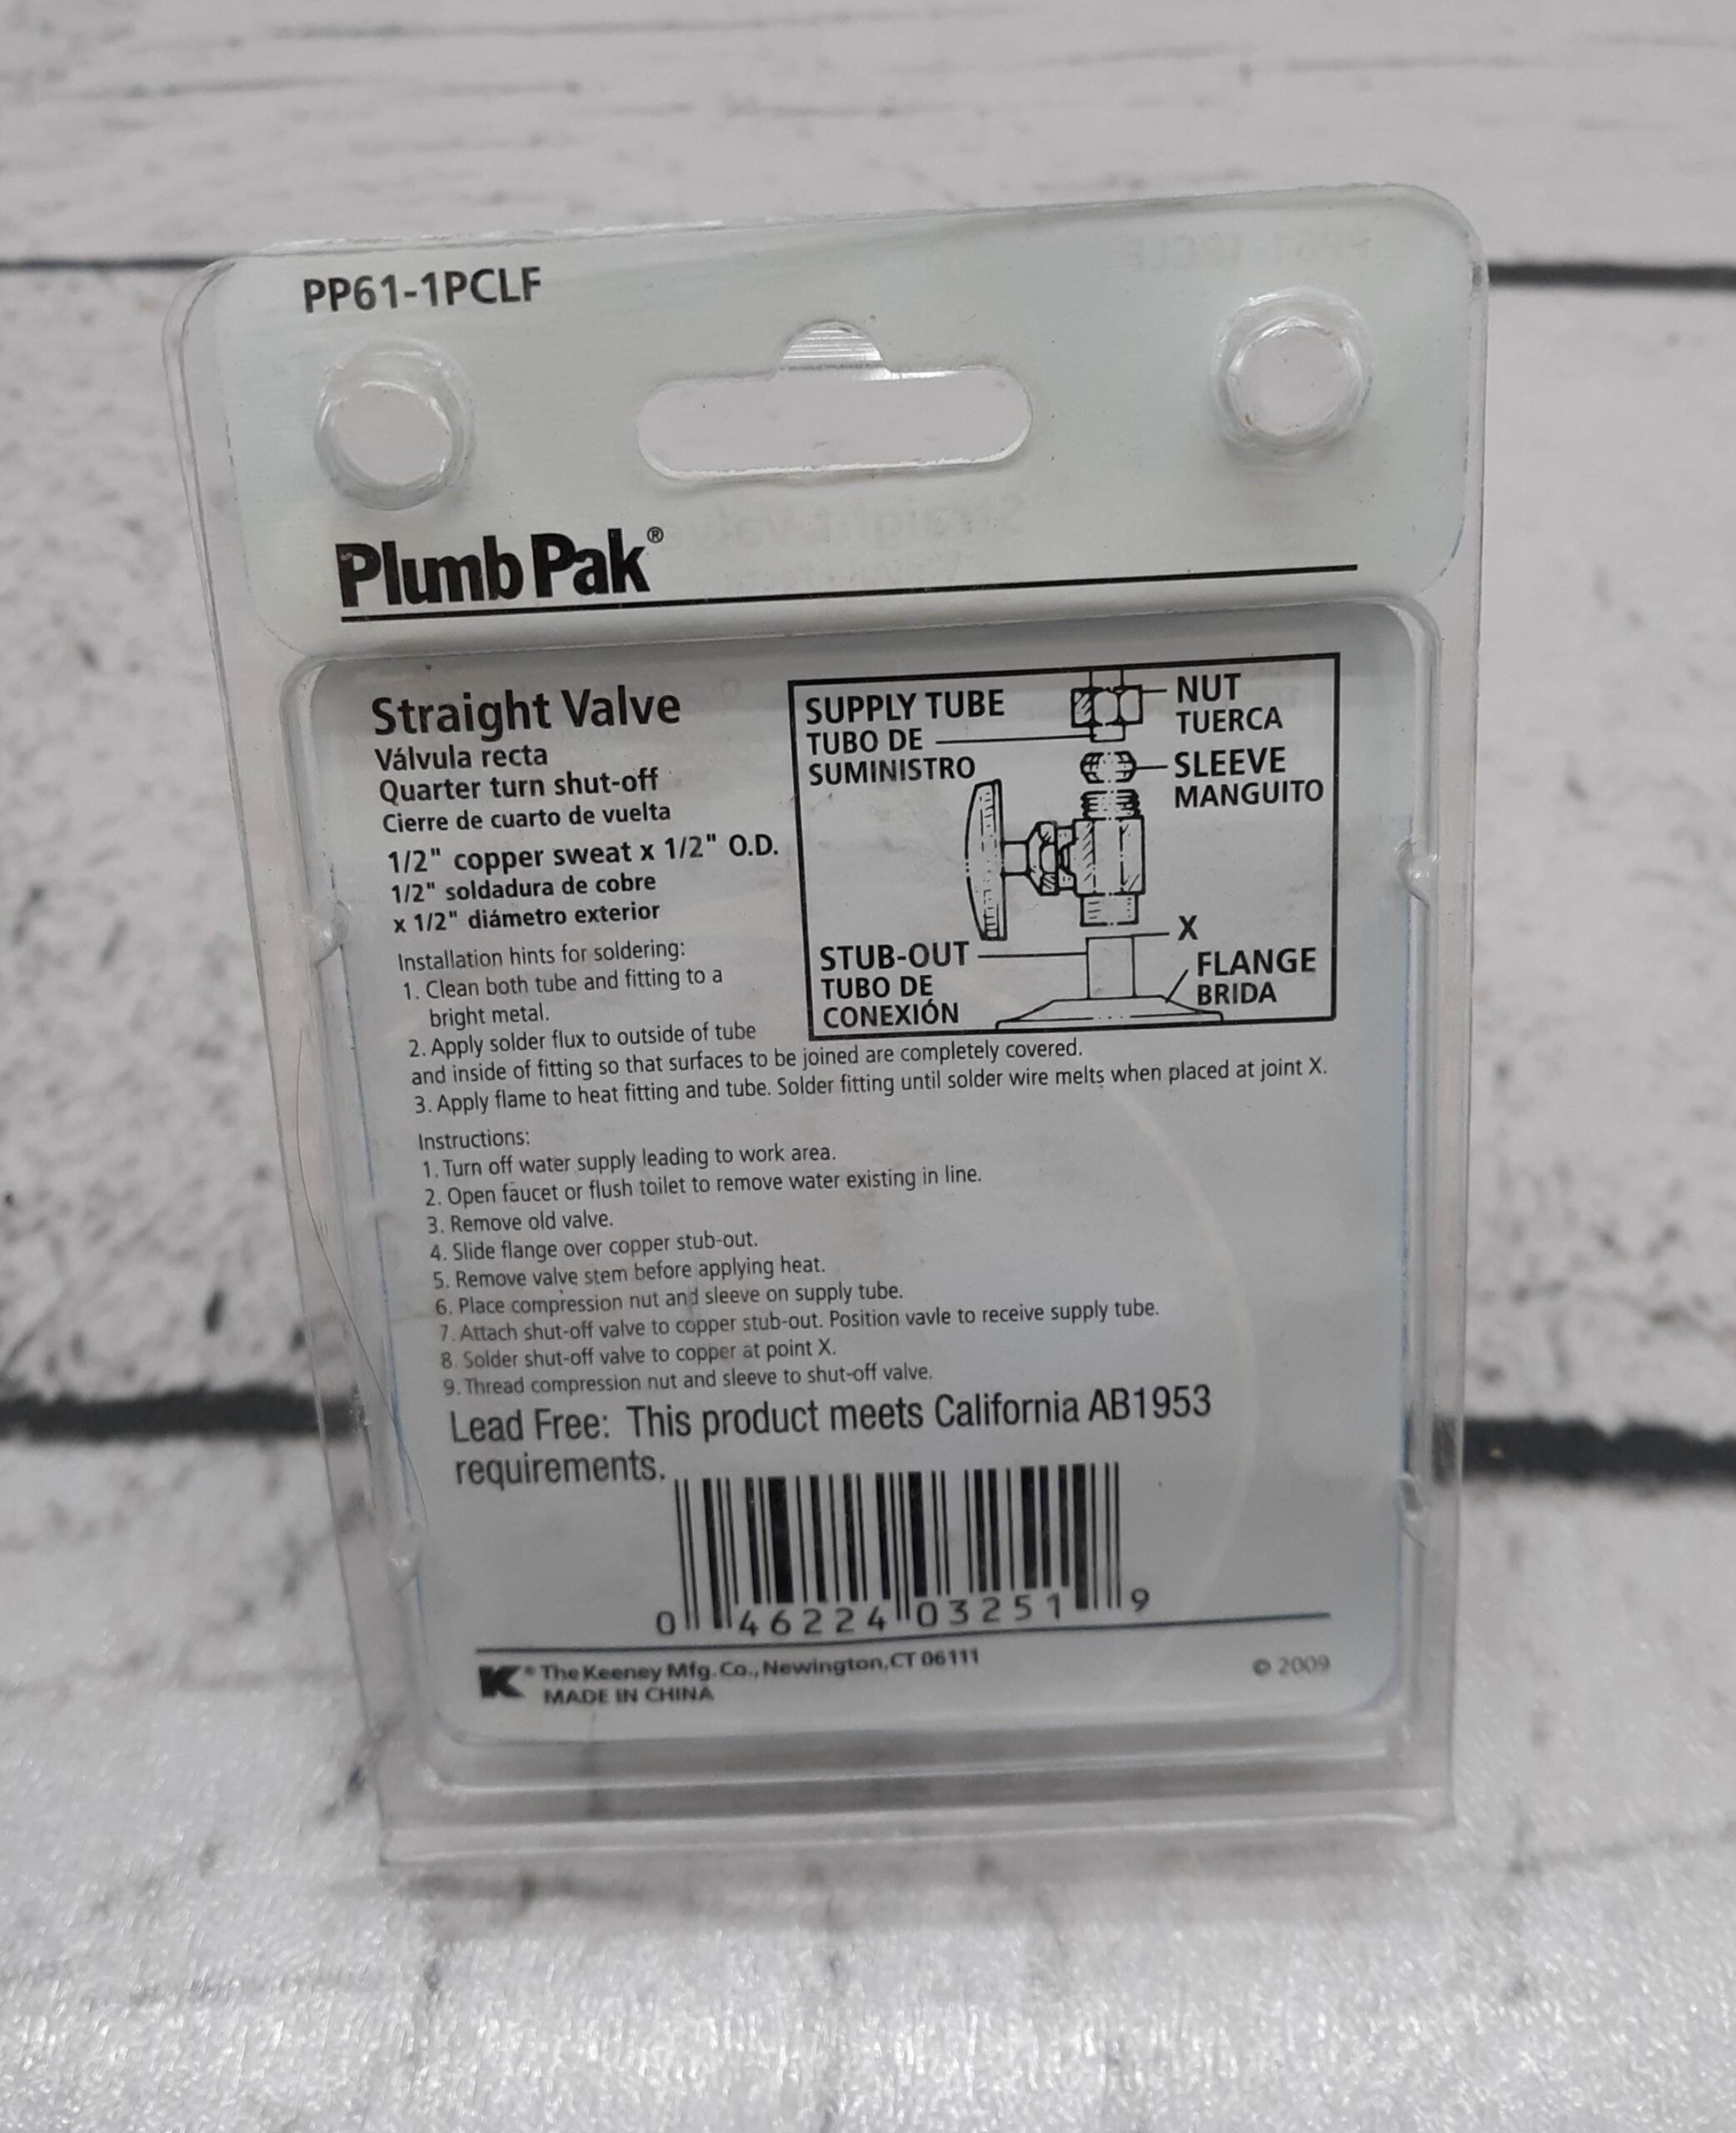 PP61-1PCLF
Plumb Pak®
Straight Valve
Válvula recta
Quarter turn shut-off
Cierre de cuarto de vuelta
1/2" copper sweat x 1/2" O.D.
1/2" soldadura de cobre
x 1/2" diámetro exterior
SUPPLY TUBE
TUBO DE
SUMINISTRO
NUT
TUERCA
SLEEVE
MANGUITO
X
STUB-OUT
TUBO DE
CONEXIÓN
FLANGE
BRIDA
Installation hints for soldering:
1. Clean both tube and fitting to a
bright metal.
2. Apply solder flux to outside of tube
and inside of fitting so that surfaces to be joined are completely covered.
3. Apply flame to heat fitting and tube. Solder fitting until solder wire melts when placed at joint X.
Instructions:
1. Turn off water supply leading to work area.
2. Open faucet or flush toilet to remove water existing in line.
3. Remove old valve.
4. Slide flange over copper stub-out.
5. Remove valve stem before applying heat.
6. Place compression nut and sleeve on supply tube.
7. Attach shut-off valve to copper stub-out. Position vavle to receive supply tube.
8. Solder shut-off valve to copper at point X.
9. Thread compression nut and sleeve to shut-off valve.
Lead Free: This product meets California AB1953
requirements.
0 46224 03251 9
K® The Keeney Mfg. Co., Newington, CT 06111
MADE IN CHINA
© 2009